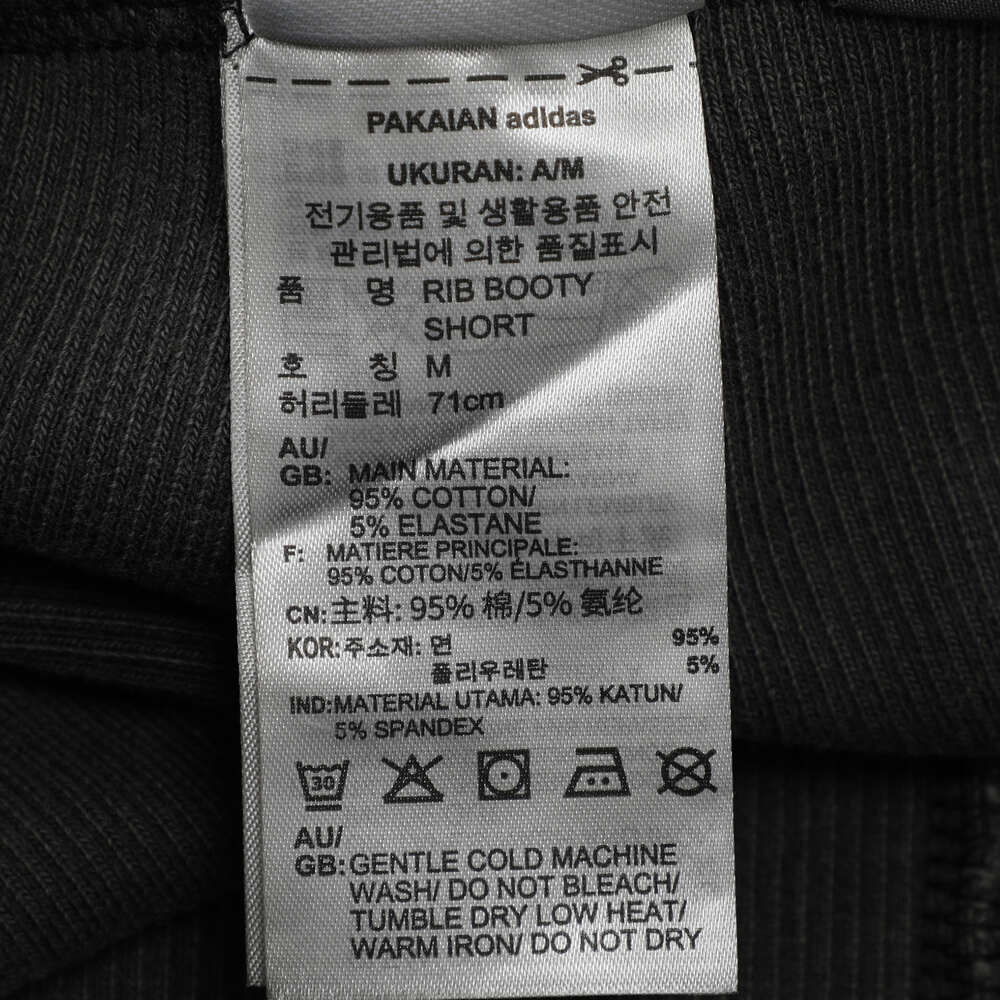 PAKAIAN adidas
UKURAN: A/M
전기용품 및 생활용품 안전
관리법에 의한 품질표시
품 명 RIB BOOTY
SHORT
호 칭 M
허리둘레 71cm
AU/
GB: MAIN MATERIAL:
95% COTTON/
5% ELASTANE
F: MATIERE PRINCIPALE:
95% COTON/5% ÉLASTHANNE
CN: 主料: 95% 棉/5% 氨纶
KOR: 주소재: 면 95%
폴리우레탄 5%
IND: MATERIAL UTAMA: 95% KATUN/
5% SPANDEX
30
AU/
GB: GENTLE COLD MACHINE
WASH/ DO NOT BLEACH/
TUMBLE DRY LOW HEAT/
WARM IRON/ DO NOT DRY